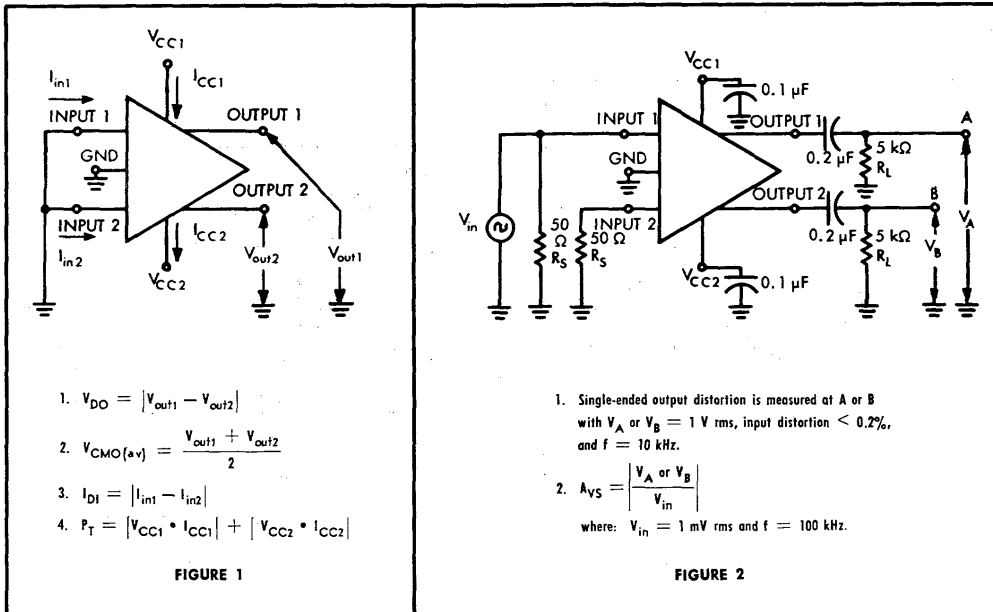 V_CC1
I_in1
I_CC1
INPUT 1
OUTPUT 1
GND
OUTPUT 2
INPUT 2
I_CC2
I_in2
V_out2
V_out1
V_CC2
1. V_DO = |V_out1 − V_out2|
2. V_CMO(av) = (V_out1 + V_out2) / 2
3. I_DI = |I_in1 − I_in2|
4. P_T = |V_CC1 • I_CC1| + |V_CC2 • I_CC2|
FIGURE 1
V_CC1
0.1 µF
INPUT 1
OUTPUT 1
A
GND
0.2 µF
5 kΩ
R_L
OUTPUT 2
B
V_in
50 Ω R_S
50 Ω R_S
INPUT 2
0.2 µF
5 kΩ
R_L
V_B
V_A
V_CC2
0.1 µF
1. Single-ended output distortion is measured at A or B
with V_A or V_B = 1 V rms, input distortion < 0.2%,
and f = 10 kHz.
2. A_VS = |V_A or V_B / V_in|
where: V_in = 1 mV rms and f = 100 kHz.
FIGURE 2